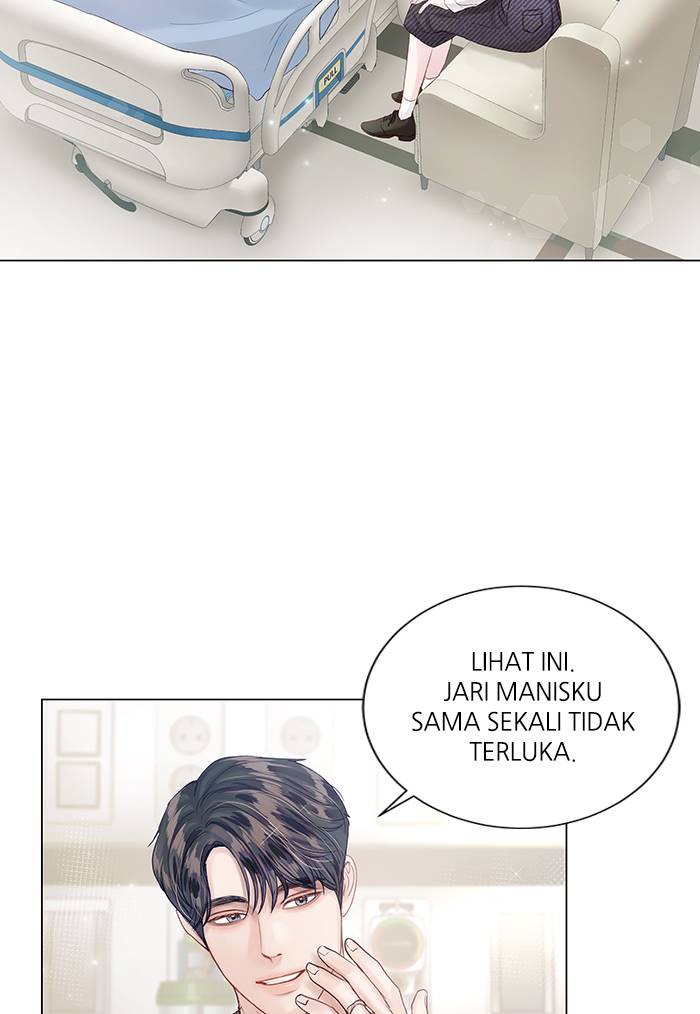 PULL
LIHAT INI.
JARI MANISKU
SAMA SEKALI TIDAK
TERLUKA.